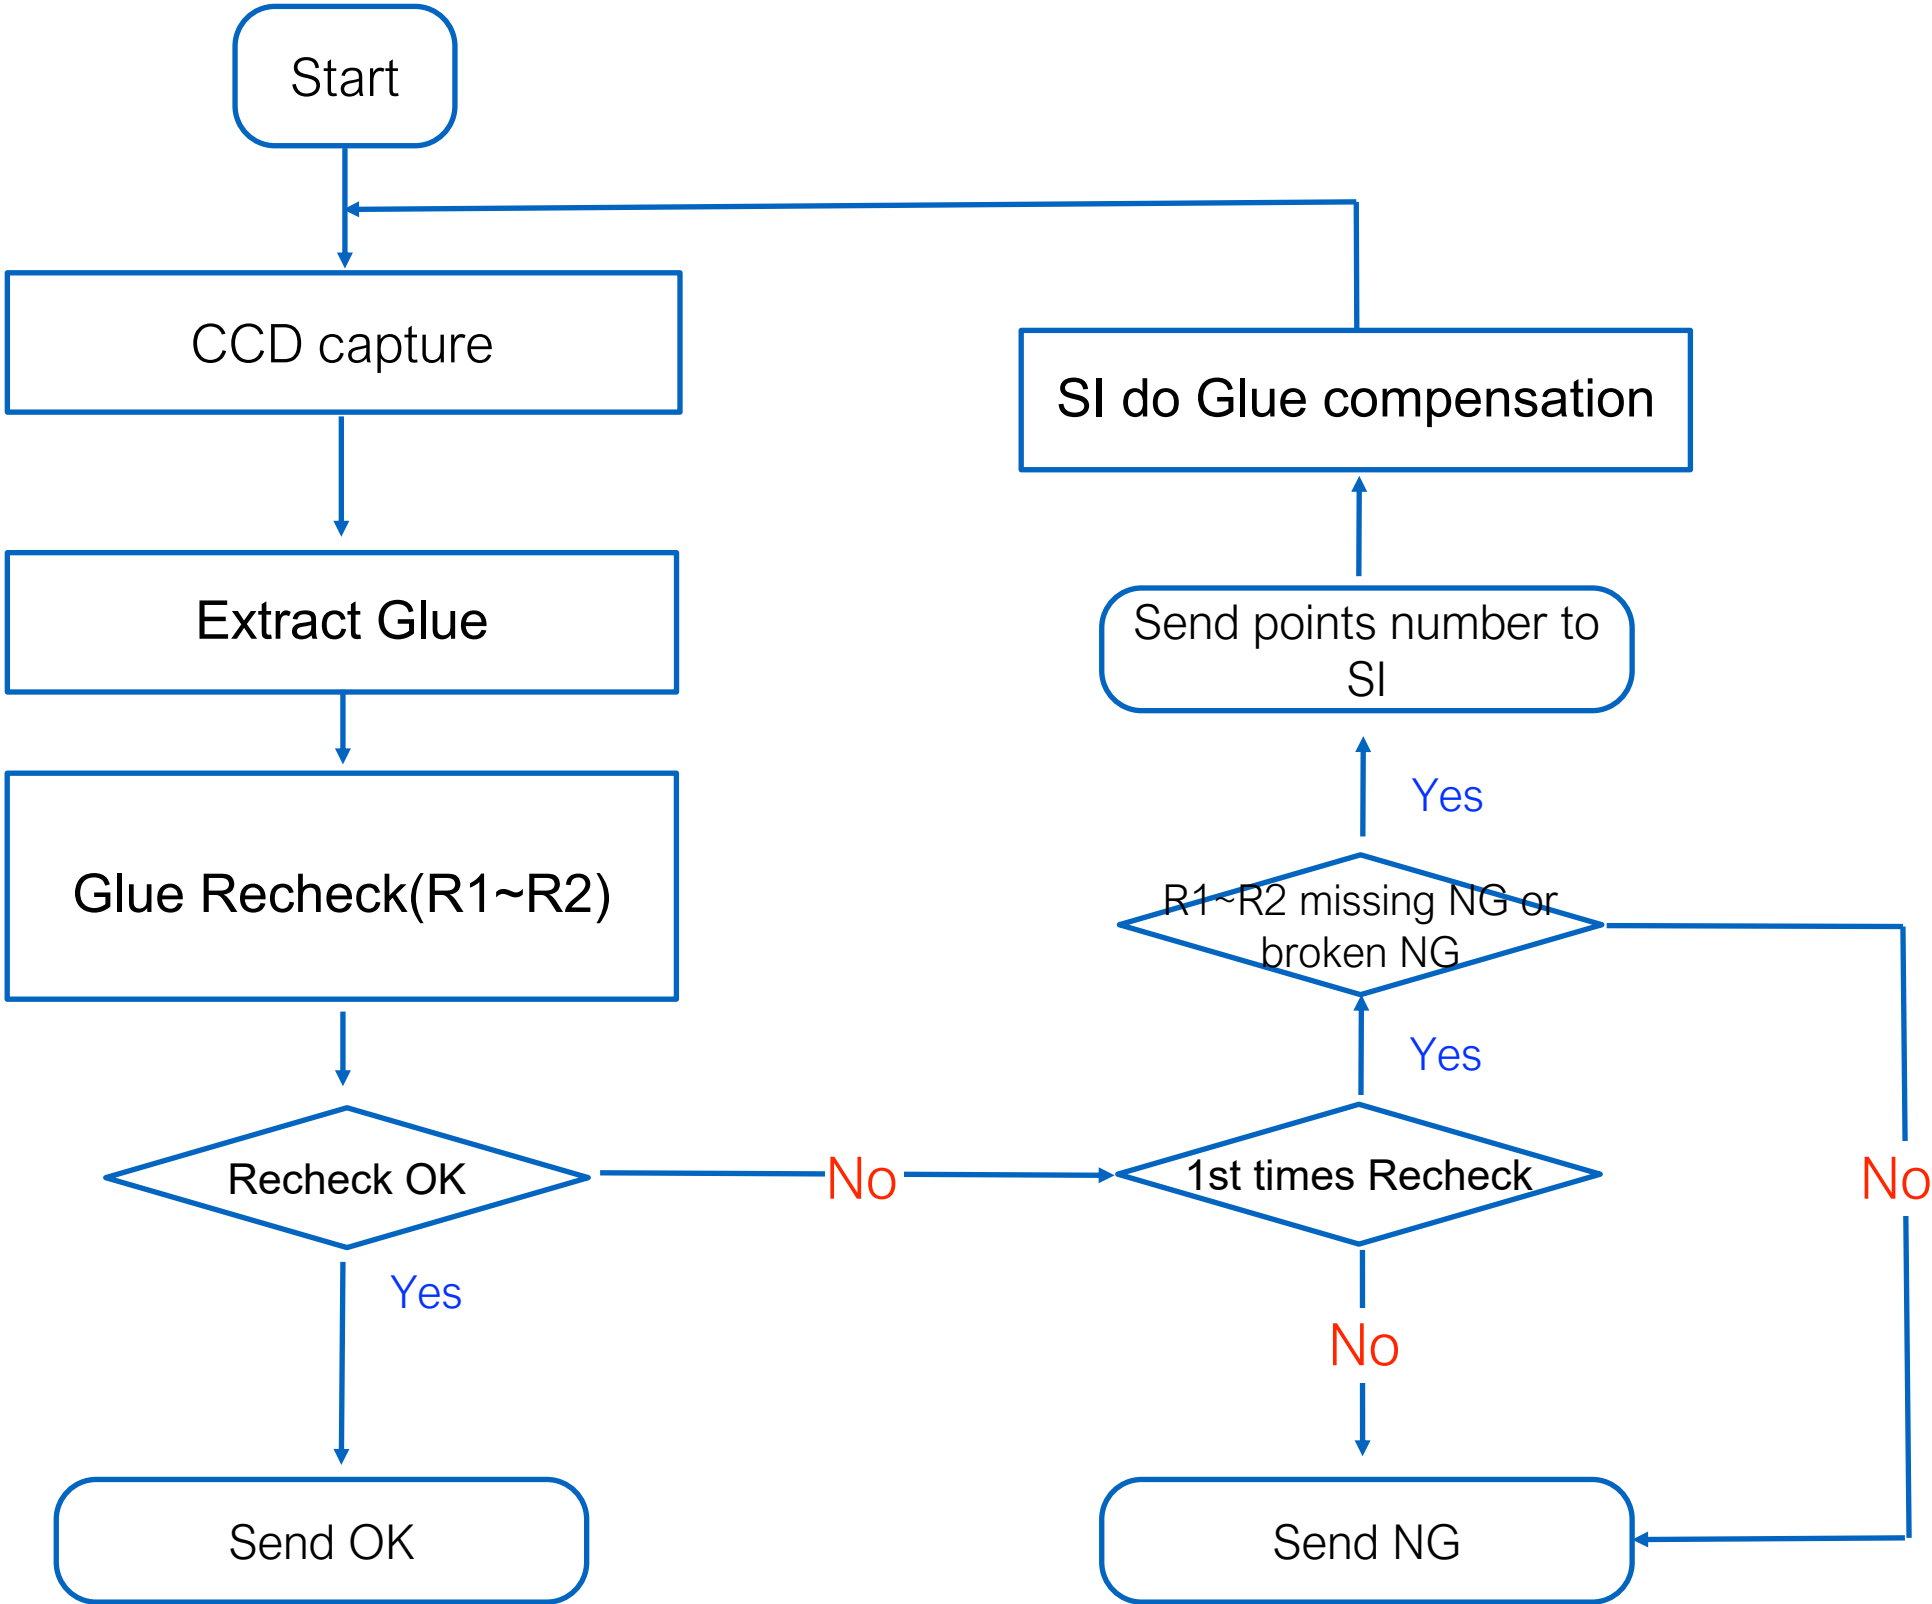 Start
CCD capture
Extract Glue
Glue Recheck(R1~R2)
Recheck OK
Yes
Send OK
No
SI do Glue compensation
Send points number to
SI
Yes
R1~R2 missing NG or
broken NG
Yes
1st times Recheck
No
No
Send NG